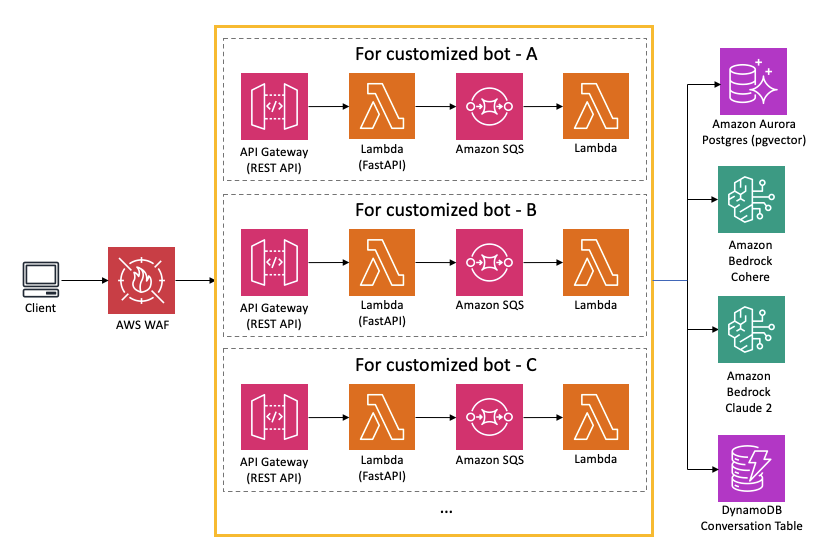 For customized bot - A
API Gateway
(REST API)
Lambda
(FastAPI)
Amazon SQS
Lambda
For customized bot - B
API Gateway
(REST API)
Lambda
(FastAPI)
Amazon SQS
Lambda
For customized bot - C
API Gateway
(REST API)
Lambda
(FastAPI)
Amazon SQS
Lambda
...
Client
AWS WAF
Amazon Aurora
Postgres (pgvector)
Amazon
Bedrock
Cohere
Amazon
Bedrock
Claude 2
DynamoDB
Conversation Table